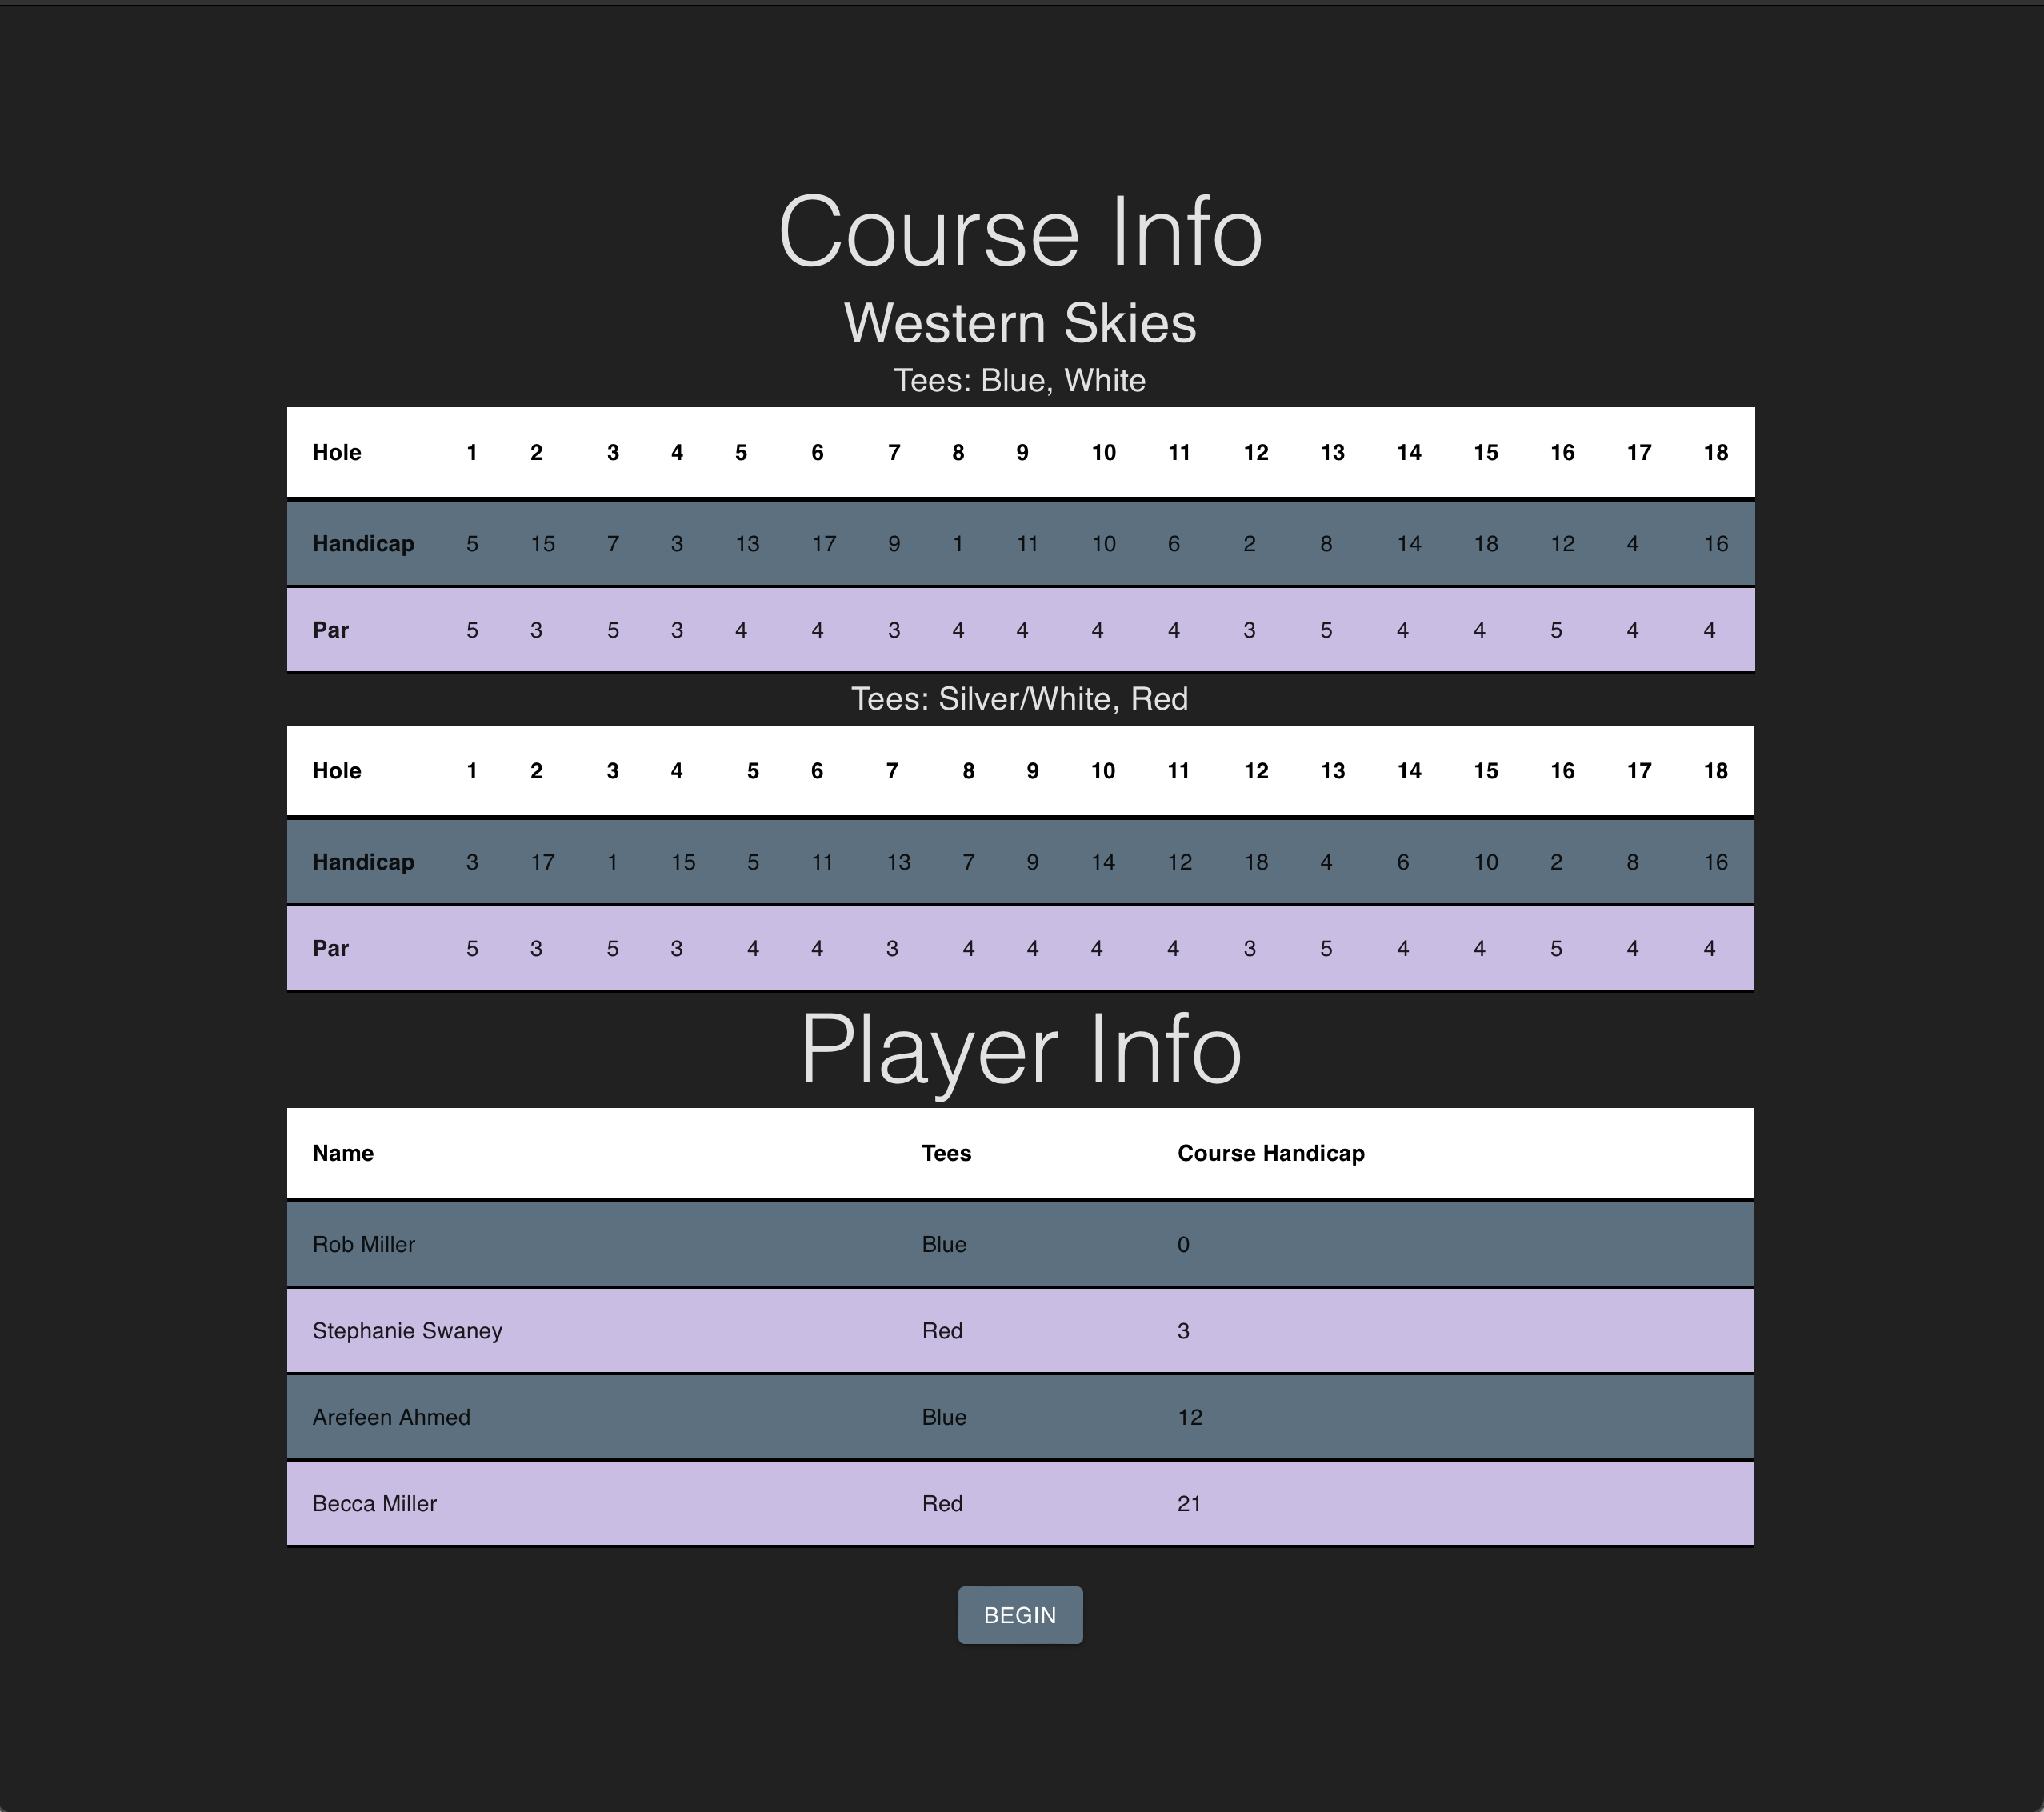 Course Info
Western Skies
Tees: Blue, White
Hole 1 2 3 4 5 6 7 8 9 10 11 12 13 14 15 16 17 18
Handicap 5 15 7 3 13 17 9 1 11 10 6 2 8 14 18 12 4 16
Par 5 3 5 3 4 4 3 4 4 4 4 3 5 4 4 5 4 4
Tees: Silver/White, Red
Hole 1 2 3 4 5 6 7 8 9 10 11 12 13 14 15 16 17 18
Handicap 3 17 1 15 5 11 13 7 9 14 12 18 4 6 10 2 8 16
Par 5 3 5 3 4 4 3 4 4 4 4 3 5 4 4 5 4 4
Player Info
Name Tees Course Handicap
Rob Miller Blue 0
Stephanie Swaney Red 3
Arefeen Ahmed Blue 12
Becca Miller Red 21
BEGIN